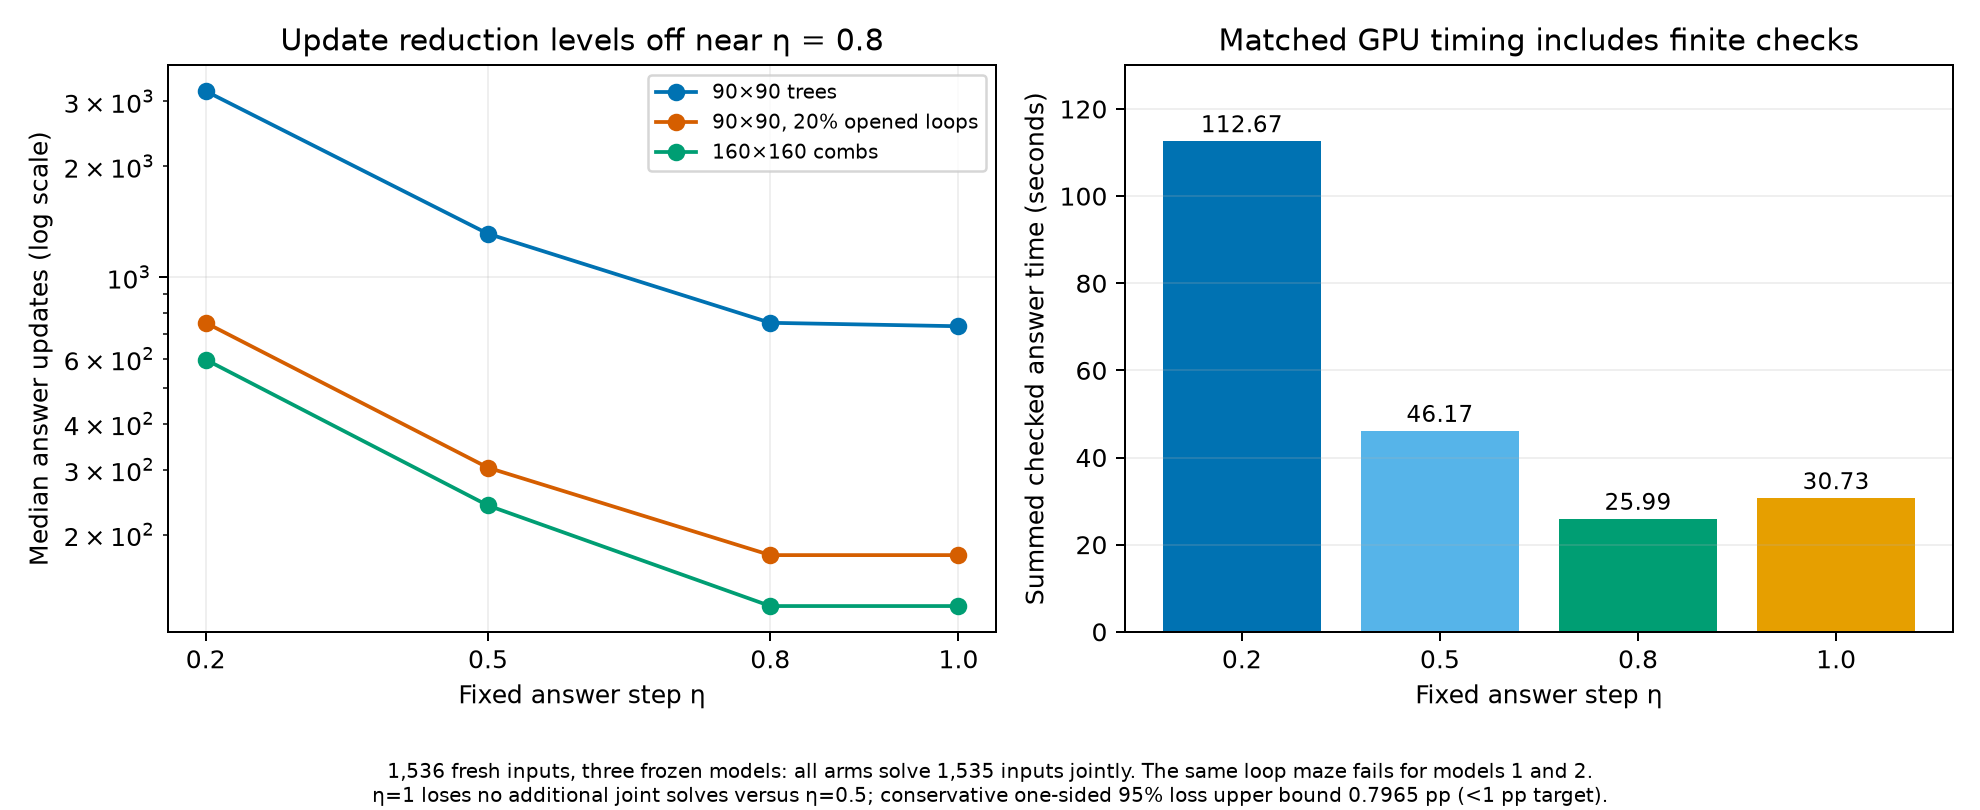 Update reduction levels off near η = 0.8
Median answer updates (log scale)
3 × 10³
2 × 10³
10³
6 × 10²
4 × 10²
3 × 10²
2 × 10²
90×90 trees
90×90, 20% opened loops
160×160 combs
0.2
0.5
0.8
1.0
Fixed answer step η
Matched GPU timing includes finite checks
Summed checked answer time (seconds)
120
100
80
60
40
20
0
112.67
46.17
25.99
30.73
0.2
0.5
0.8
1.0
Fixed answer step η
1,536 fresh inputs, three frozen models: all arms solve 1,535 inputs jointly. The same loop maze fails for models 1 and 2.
η=1 loses no additional joint solves versus η=0.5; conservative one-sided 95% loss upper bound 0.7965 pp (<1 pp target).